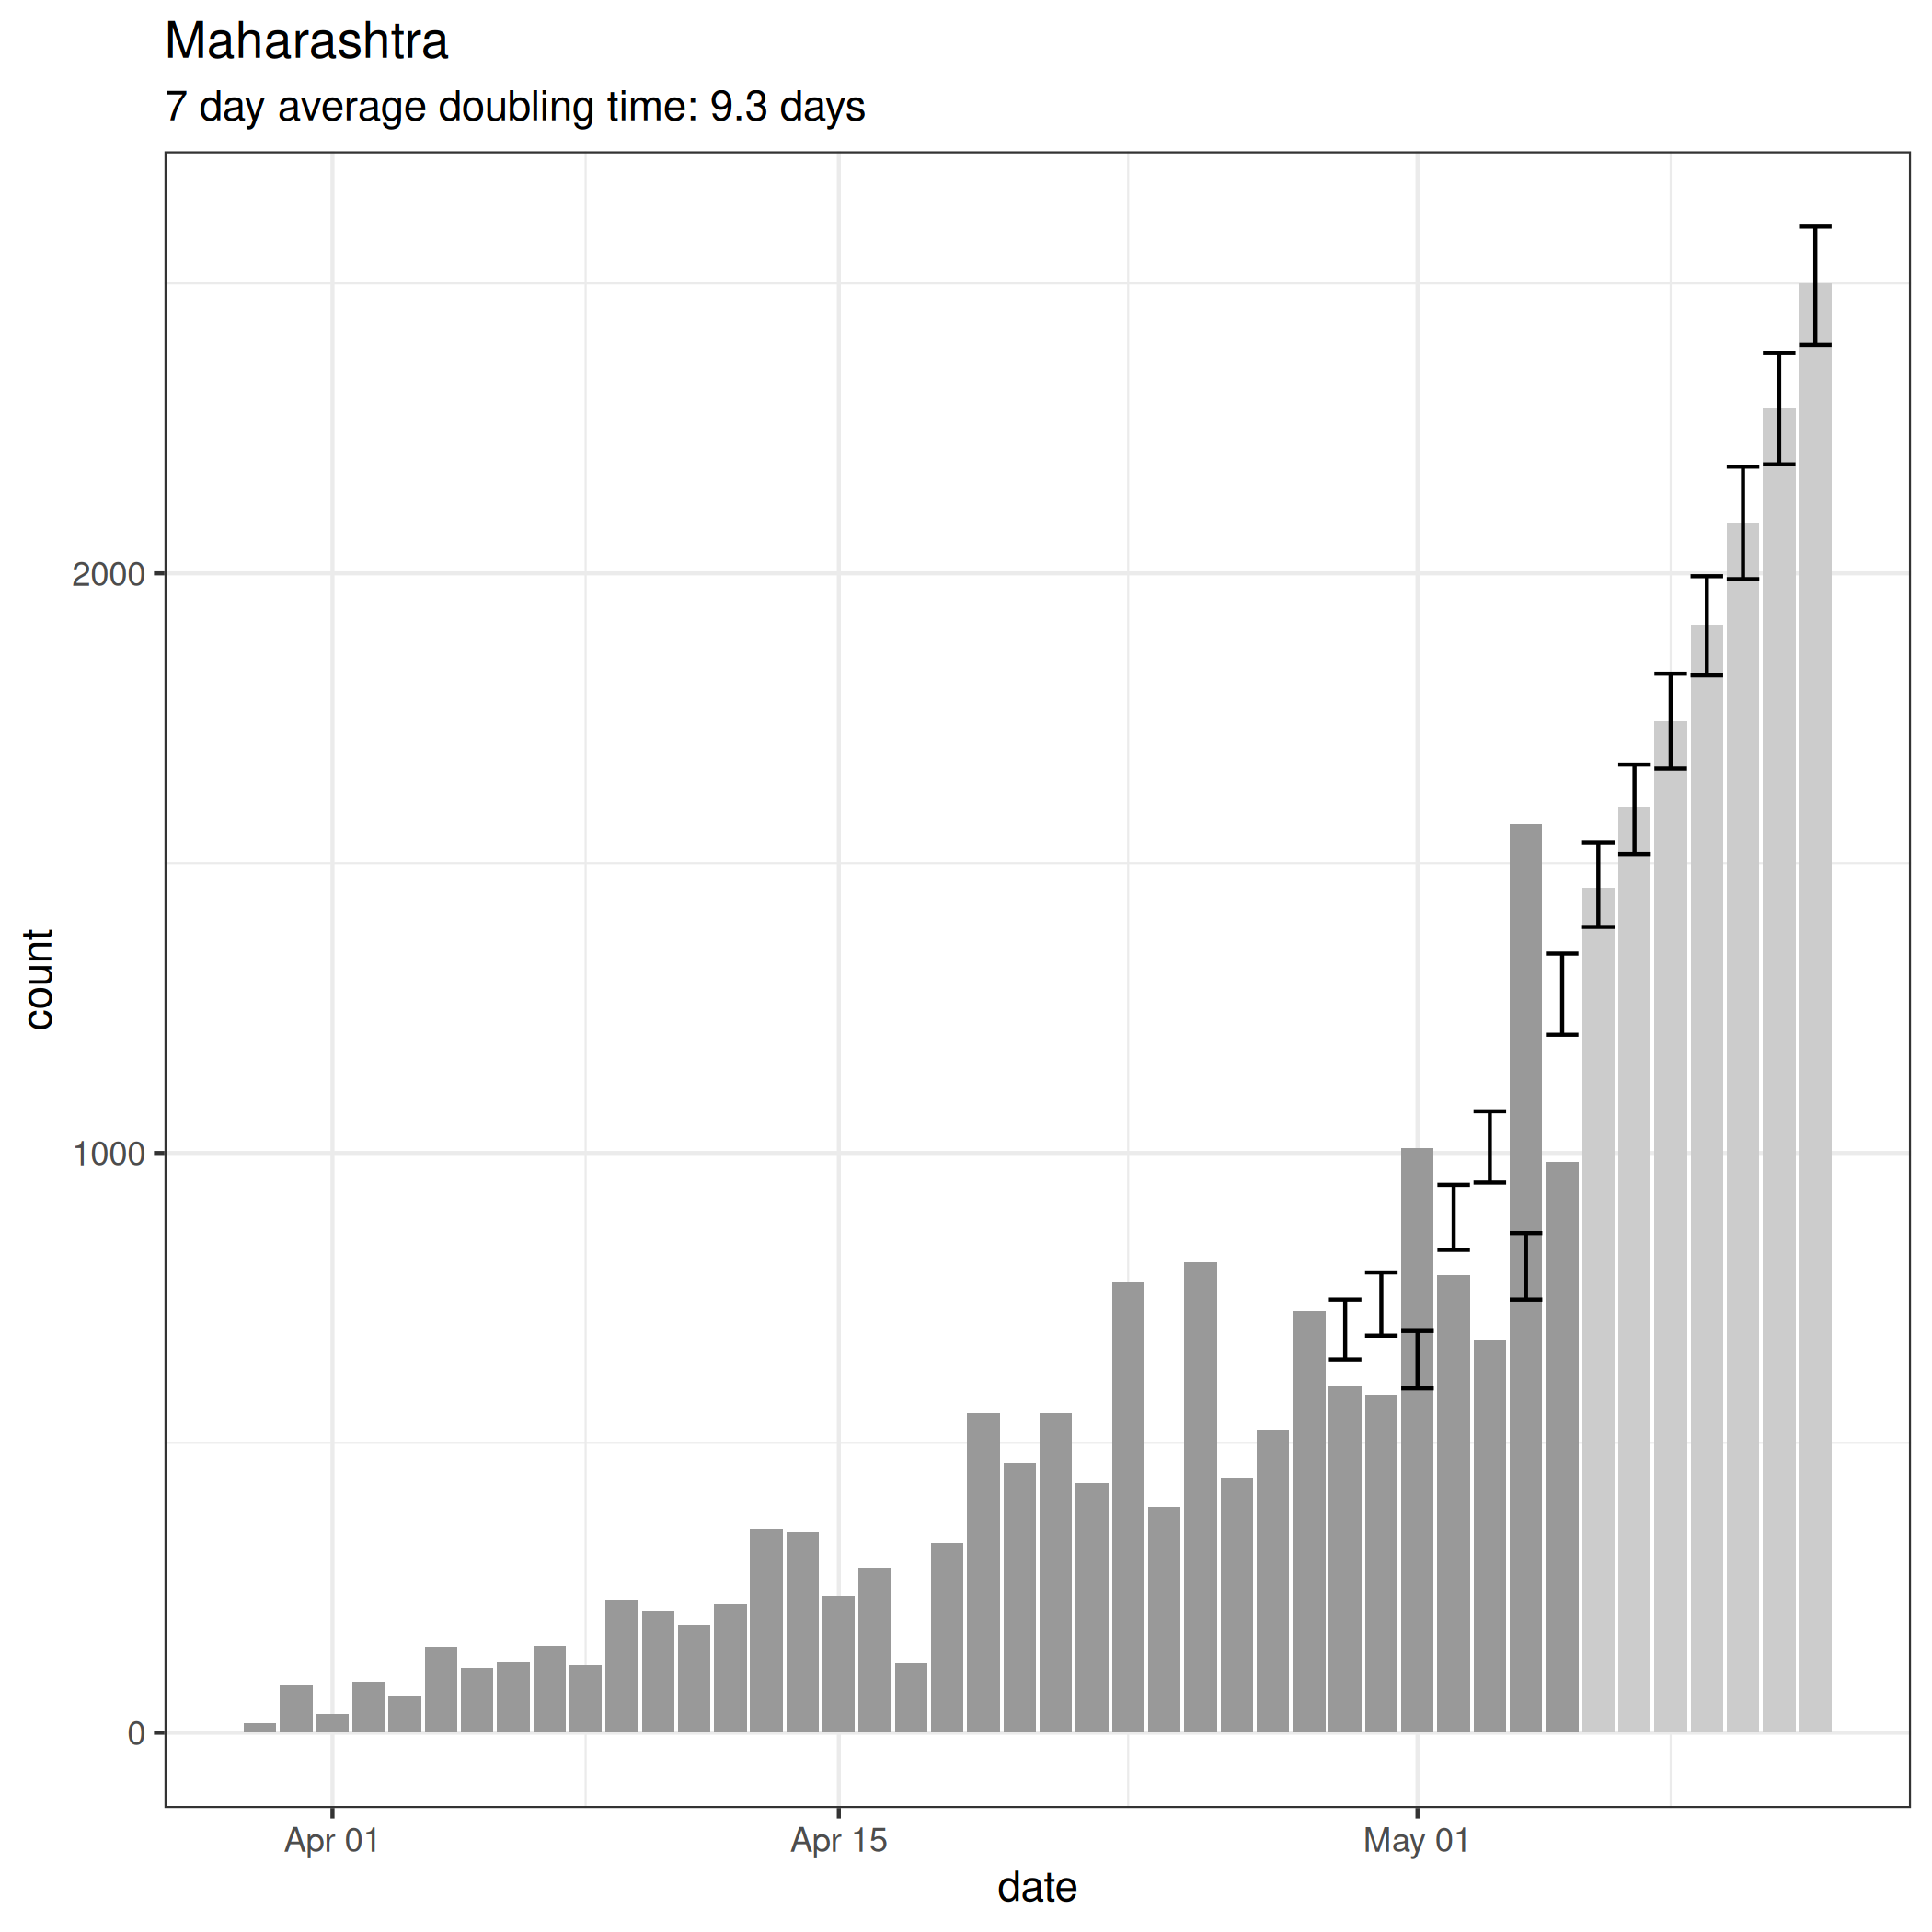 Maharashtra
7 day average doubling time: 9.3 days
count
2000
1000
0
Apr 01
Apr 15
May 01
date